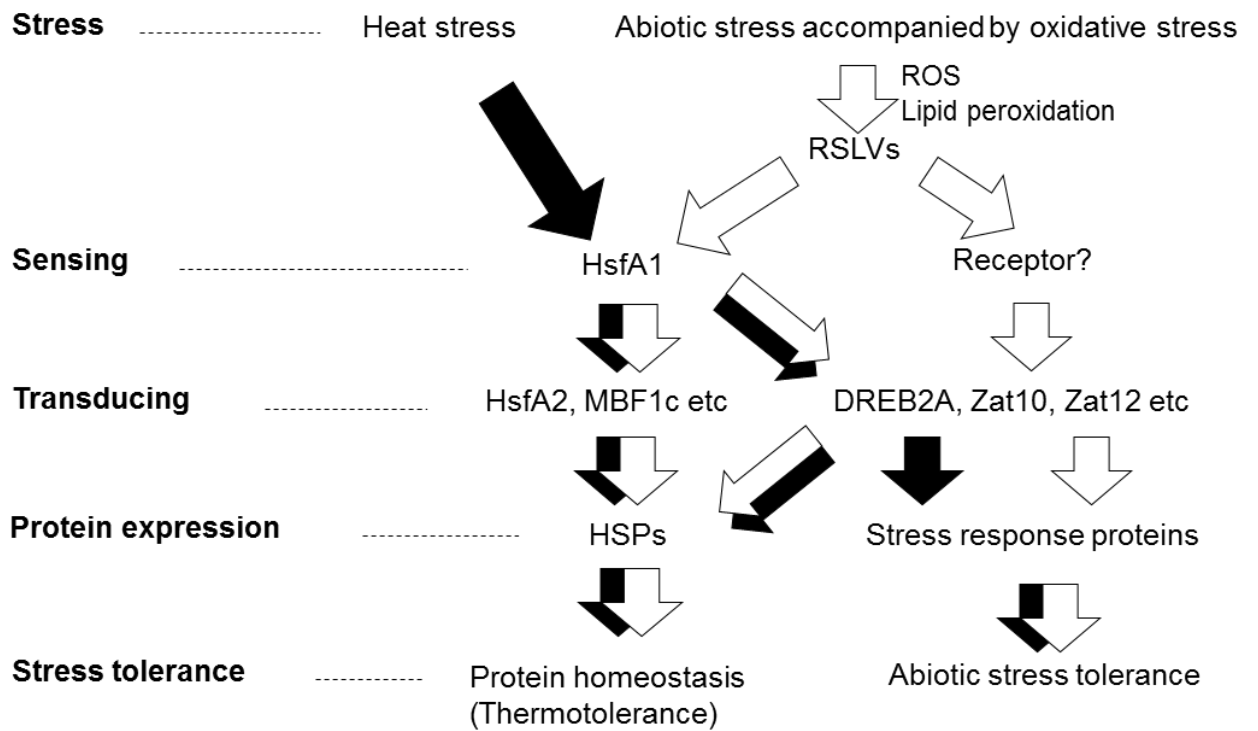 Stress
Heat stress
Abiotic stress accompanied by oxidative stress
ROS
Lipid peroxidation
RSLVs
Sensing
HsfA1
Receptor?
Transducing
HsfA2, MBF1c etc
DREB2A, Zat10, Zat12 etc
Protein expression
HSPs
Stress response proteins
Stress tolerance
Protein homeostasis
(Thermotolerance)
Abiotic stress tolerance